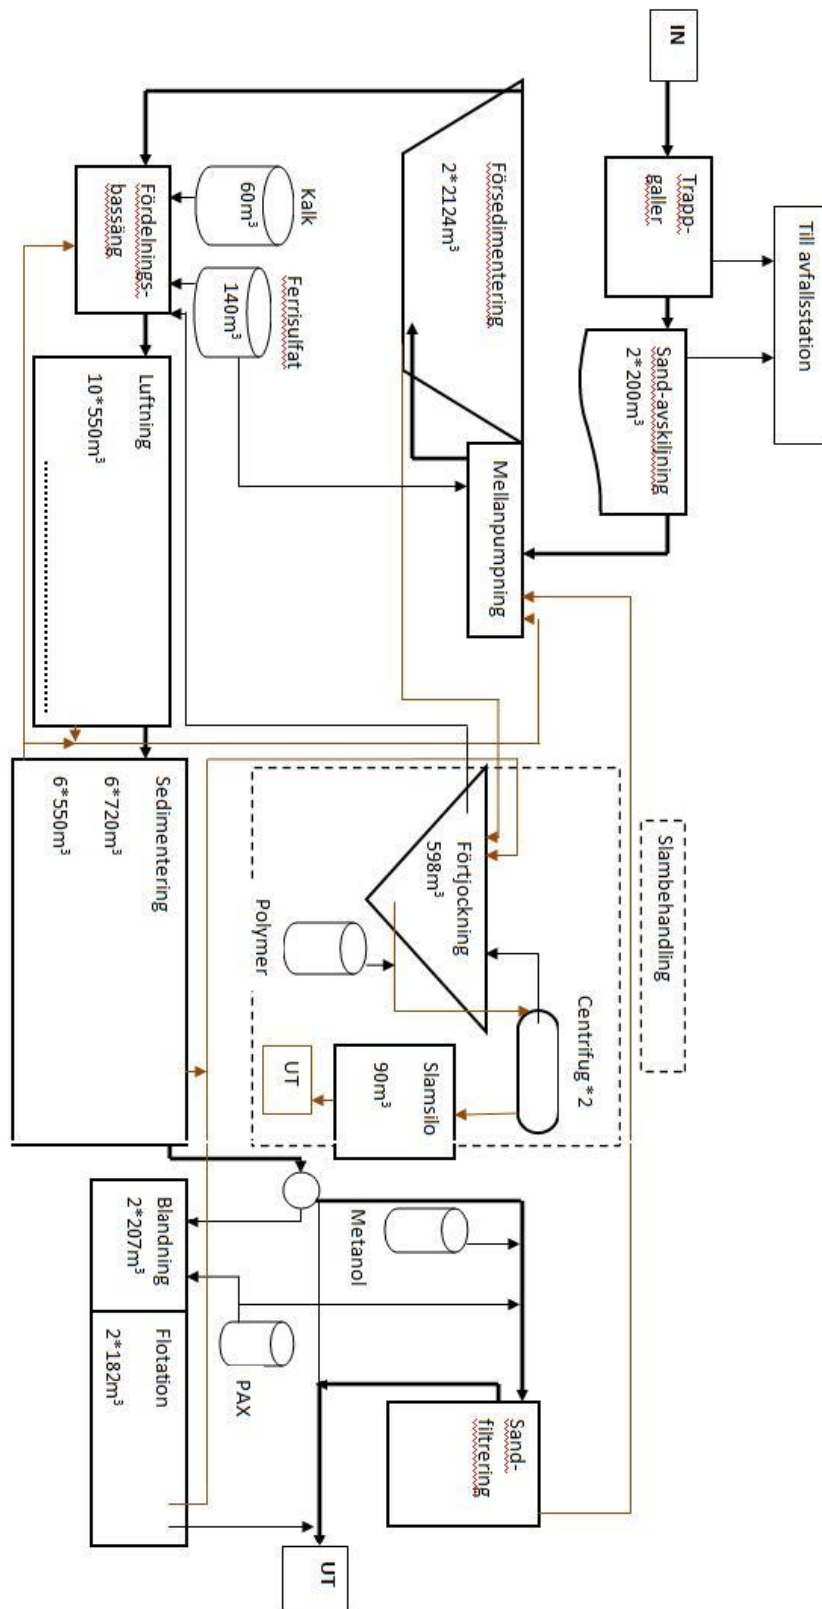 IN
Trapp-
galler
Till avfallsstation
Sand-avskiljning
2*200m³
Försedimentering
2*2124m³
Mellanpumpning
Kalk
60m³
Ferrisulfat
140m³
Fördelnings-
bassäng
Luftning
10*550m³
Sedimentering
6*720m³
6*550m³
Slambehandling
Förtjockning
598m³
Centrifug*2
Polymer
Slamsilo
90m³
UT
Metanol
Blandning
2*207m³
PAX
Flotation
2*182m³
Sand-
filtrering
UT